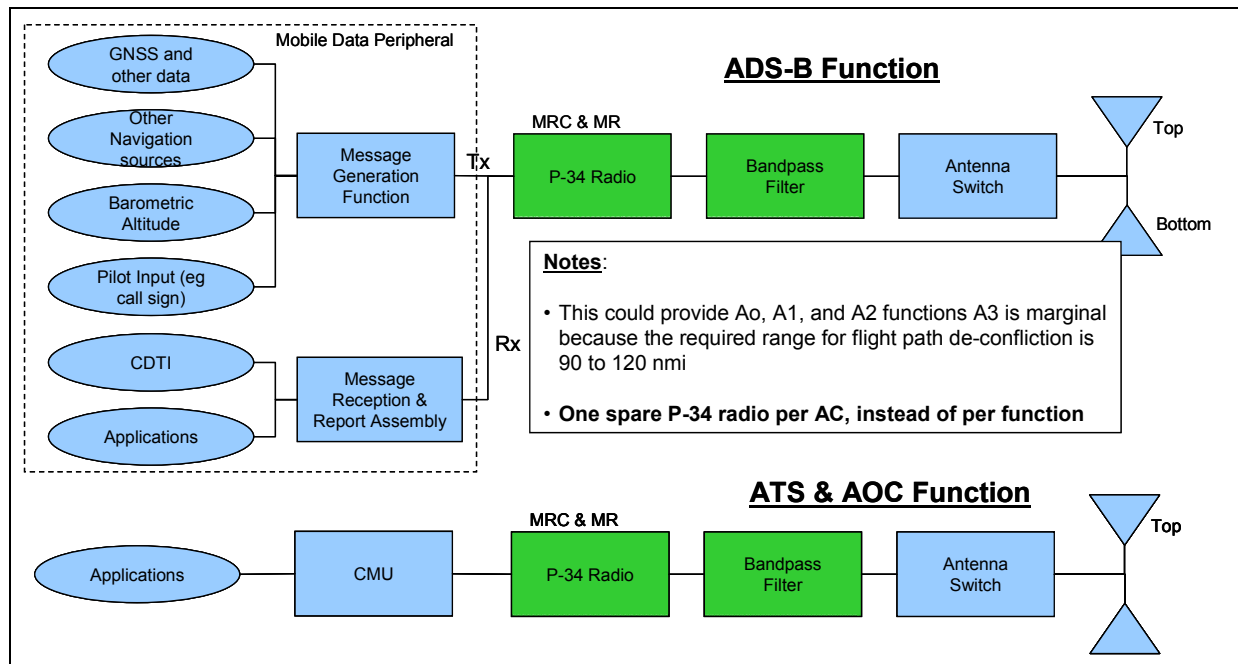 Mobile Data Peripheral
GNSS and
other data
Other
Navigation
sources
Barometric
Altitude
Pilot Input (eg
call sign)
CDTI
Applications
Message
Generation
Function
Message
Reception &
Report Assembly
Tx
Rx
ADS-B Function
MRC & MR
P-34 Radio
Bandpass
Filter
Antenna
Switch
Top
Bottom
Notes:
• This could provide Ao, A1, and A2 functions A3 is marginal
because the required range for flight path de-confliction is
90 to 120 nmi
• One spare P-34 radio per AC, instead of per function
ATS & AOC Function
Applications
CMU
MRC & MR
P-34 Radio
Bandpass
Filter
Antenna
Switch
Top